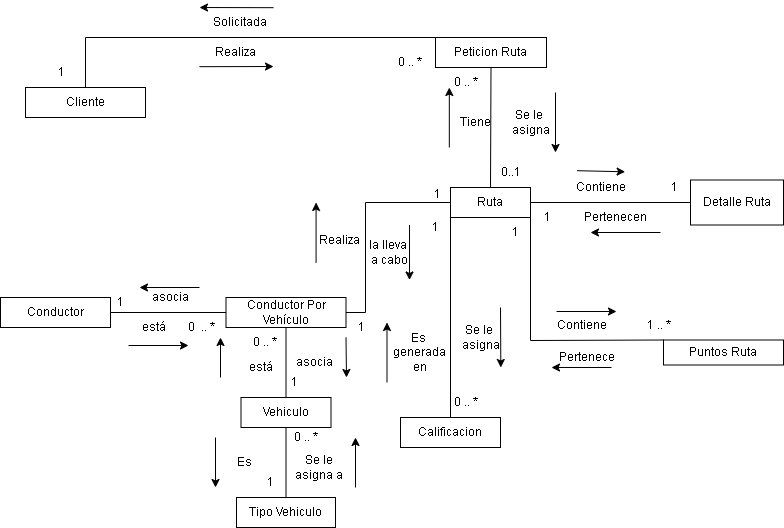 Solicitada
Realiza
Peticion Ruta
0 .. *
1
Cliente
0 .. *
Tiene
Se le
asigna
0..1
Contiene
1
1
Ruta
Detalle Ruta
1
1
1
Pertenecen
Realiza
la lleva
a cabo
asocia
1
Conductor
Conductor Por
Vehículo
está
0 .. *
1
Contiene
1 .. *
Se le
asigna
Es
generada
en
0 .. *
asocia
está
1
Pertenece
Puntos Ruta
Vehiculo
0 .. *
Calificacion
0 .. *
Es
Se le
asigna a
1
Tipo Vehiculo